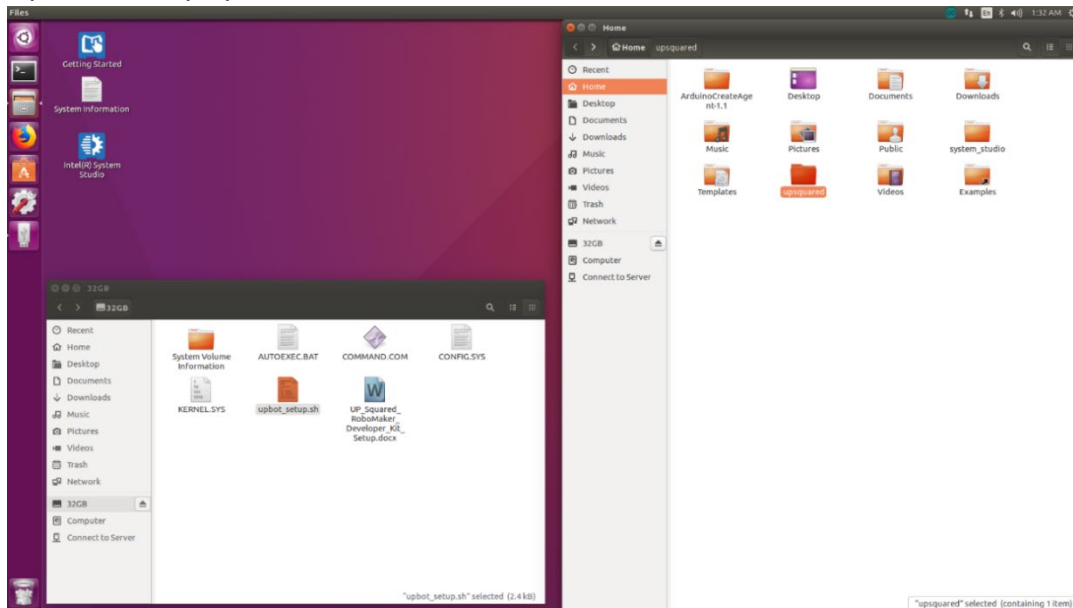 Files
En
1:32 AM
Getting Started
System Information
Intel(R) System
Studio
Home
Home
upsquared
Recent
Home
Desktop
Documents
Downloads
Music
Pictures
Videos
Trash
Network
32GB
Computer
Connect to Server
ArduinoCreateAge
nt-1.1
Desktop
Documents
Downloads
Music
Pictures
Public
system_studio
Templates
upsquared
Videos
Examples
"upsquared" selected (containing 1 item)
32GB
32GB
Recent
Home
Desktop
Documents
Downloads
Music
Pictures
Videos
Trash
Network
32GB
Computer
Connect to Server
System Volume
Information
AUTOEXEC.BAT
COMMAND.COM
CONFIG.SYS
KERNEL.SYS
upbot_setup.sh
W
UP_Squared_
RoboMaker_
Developer_Kit_
Setup.docx
"upbot_setup.sh" selected (2.4 kB)